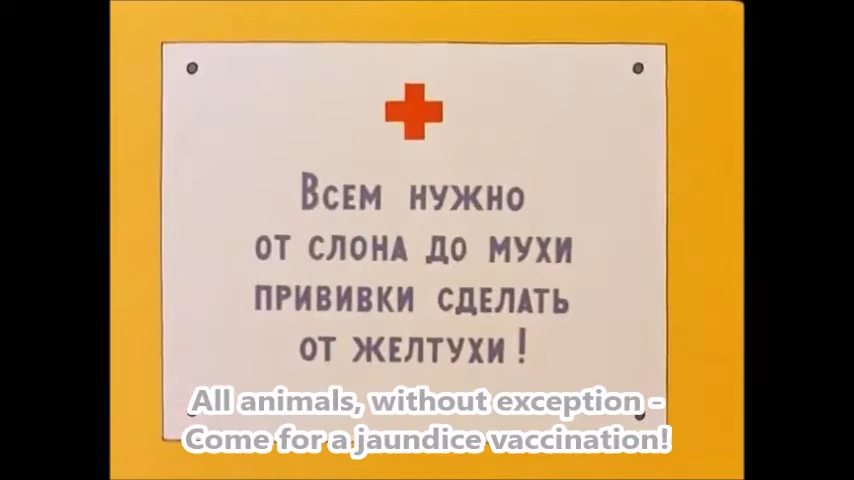 Всем нужно
от слона до мухи
прививки сделать
от желтухи!
All animals, without exception -
Come for a jaundice vaccination!